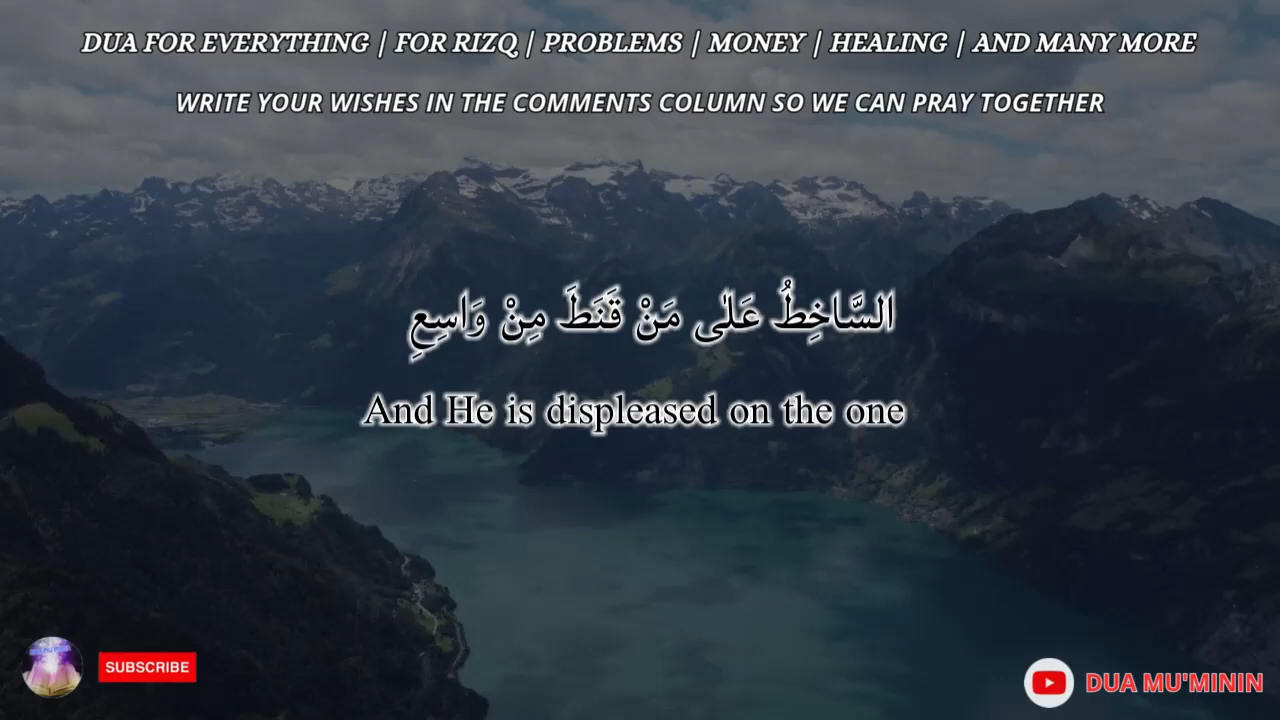 DUA FOR EVERYTHING | FOR RIZQ | PROBLEMS | MONEY | HEALING | AND MANY MORE
WRITE YOUR WISHES IN THE COMMENTS COLUMN SO WE CAN PRAY TOGETHER
السَّاخِطُ عَلٰى مَنْ قَنَطَ مِنْ وَاسِعِ
And He is displeased on the one
SUBSCRIBE
DUA MU'MININ